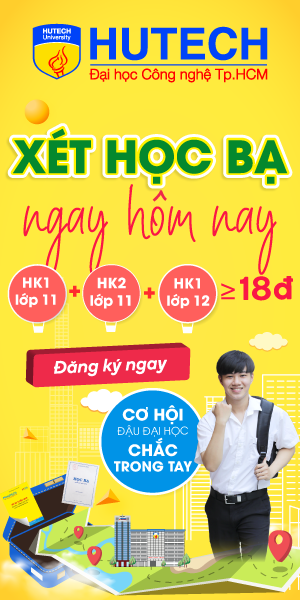 HUTECH
University
HUTECH
Đại học Công nghệ Tp.HCM
XÉT HỌC BẠ
ngay hôm nay
HK1
lớp 11
+
HK2
lớp 11
+
HK1
lớp 12
≥ 18đ
Đăng ký ngay
CƠ HỘI
ĐẬU ĐẠI HỌC
CHẮC
TRONG TAY
HỌC BẠ